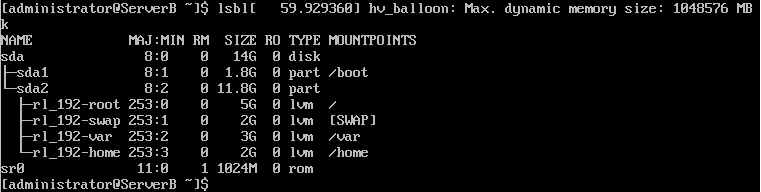 [administrator@ServerB ~]$ lsbl[   59.929360] hv_balloon: Max. dynamic memory size: 1048576 MB
k
NAME            MAJ:MIN RM  SIZE RO TYPE MOUNTPOINTS
sda               8:0    0   14G  0 disk
├─sda1            8:1    0  1.8G  0 part /boot
└─sda2            8:2    0 11.8G  0 part
  ├─rl_192-root 253:0    0    5G  0 lvm  /
  ├─rl_192-swap 253:1    0    2G  0 lvm  [SWAP]
  ├─rl_192-var  253:2    0    3G  0 lvm  /var
  └─rl_192-home 253:3    0    2G  0 lvm  /home
sr0              11:0    1 1024M  0 rom
[administrator@ServerB ~]$